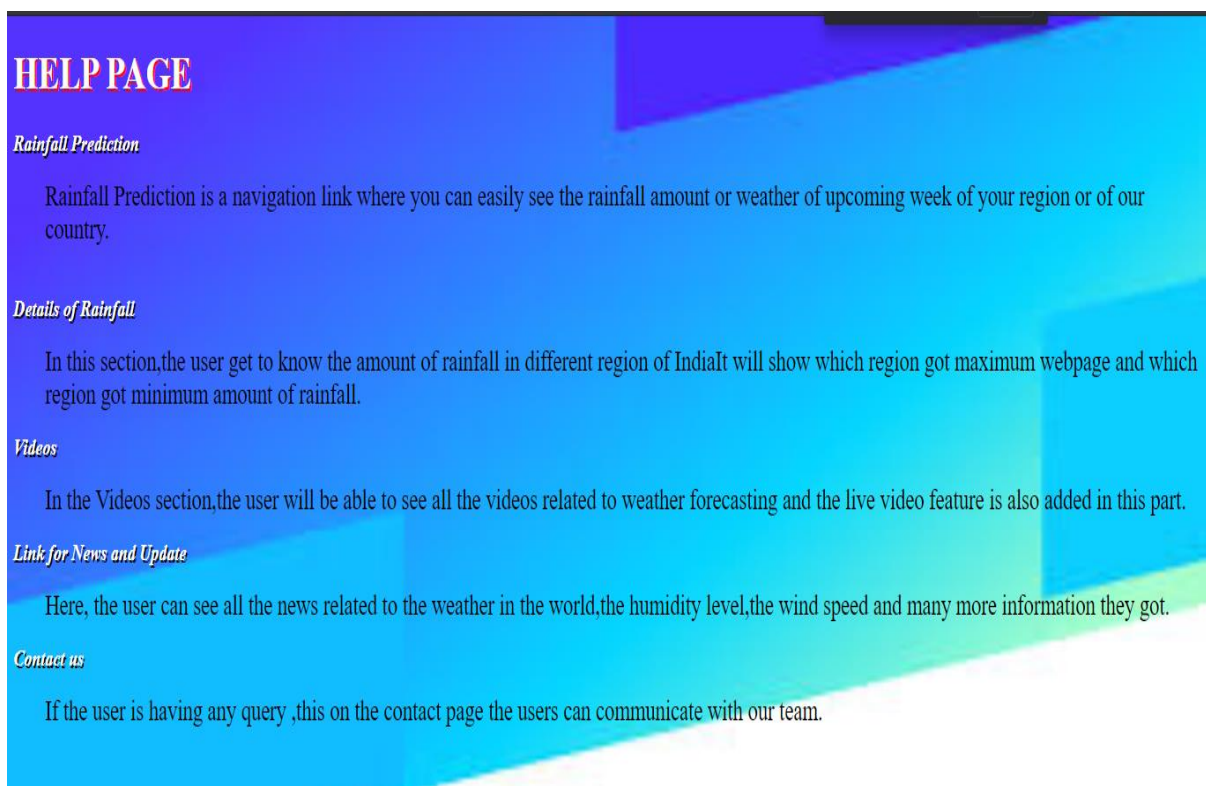 HELP PAGE
Rainfall Prediction
Rainfall Prediction is a navigation link where you can easily see the rainfall amount or weather of upcoming week of your region or of our
country.
Details of Rainfall
In this section,the user get to know the amount of rainfall in different region of IndiaIt will show which region got maximum webpage and which
region got minimum amount of rainfall.
Videos
In the Videos section,the user will be able to see all the videos related to weather forecasting and the live video feature is also added in this part.
Link for News and Update
Here, the user can see all the news related to the weather in the world,the humidity level,the wind speed and many more information they got.
Contact us
If the user is having any query ,this on the contact page the users can communicate with our team.